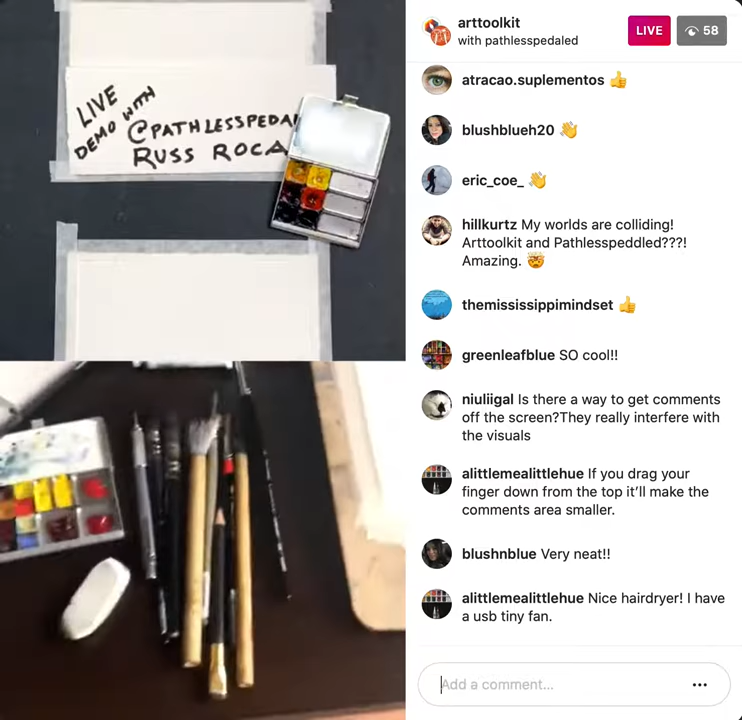 LIVE
DEMO WITH
@PATHLESSPEDA
RUSS ROCA
arttoolkit
with pathlesspedaled
LIVE
58
atracao.suplementos 👍
blushblueh20 👋
eric_coe_ 👋
hillkurtz My worlds are colliding!
Arttoolkit and Pathlesspeddled???!
Amazing. 🤯
themississippimindset 👍
greenleafblue SO cool!!
niuliigal Is there a way to get comments
off the screen?They really interfere with
the visuals
alittlemealittlehue If you drag your
finger down from the top it’ll make the
comments area smaller.
blushnblue Very neat!!
alittlemealittlehue Nice hairdryer! I have
a usb tiny fan.
Add a comment...